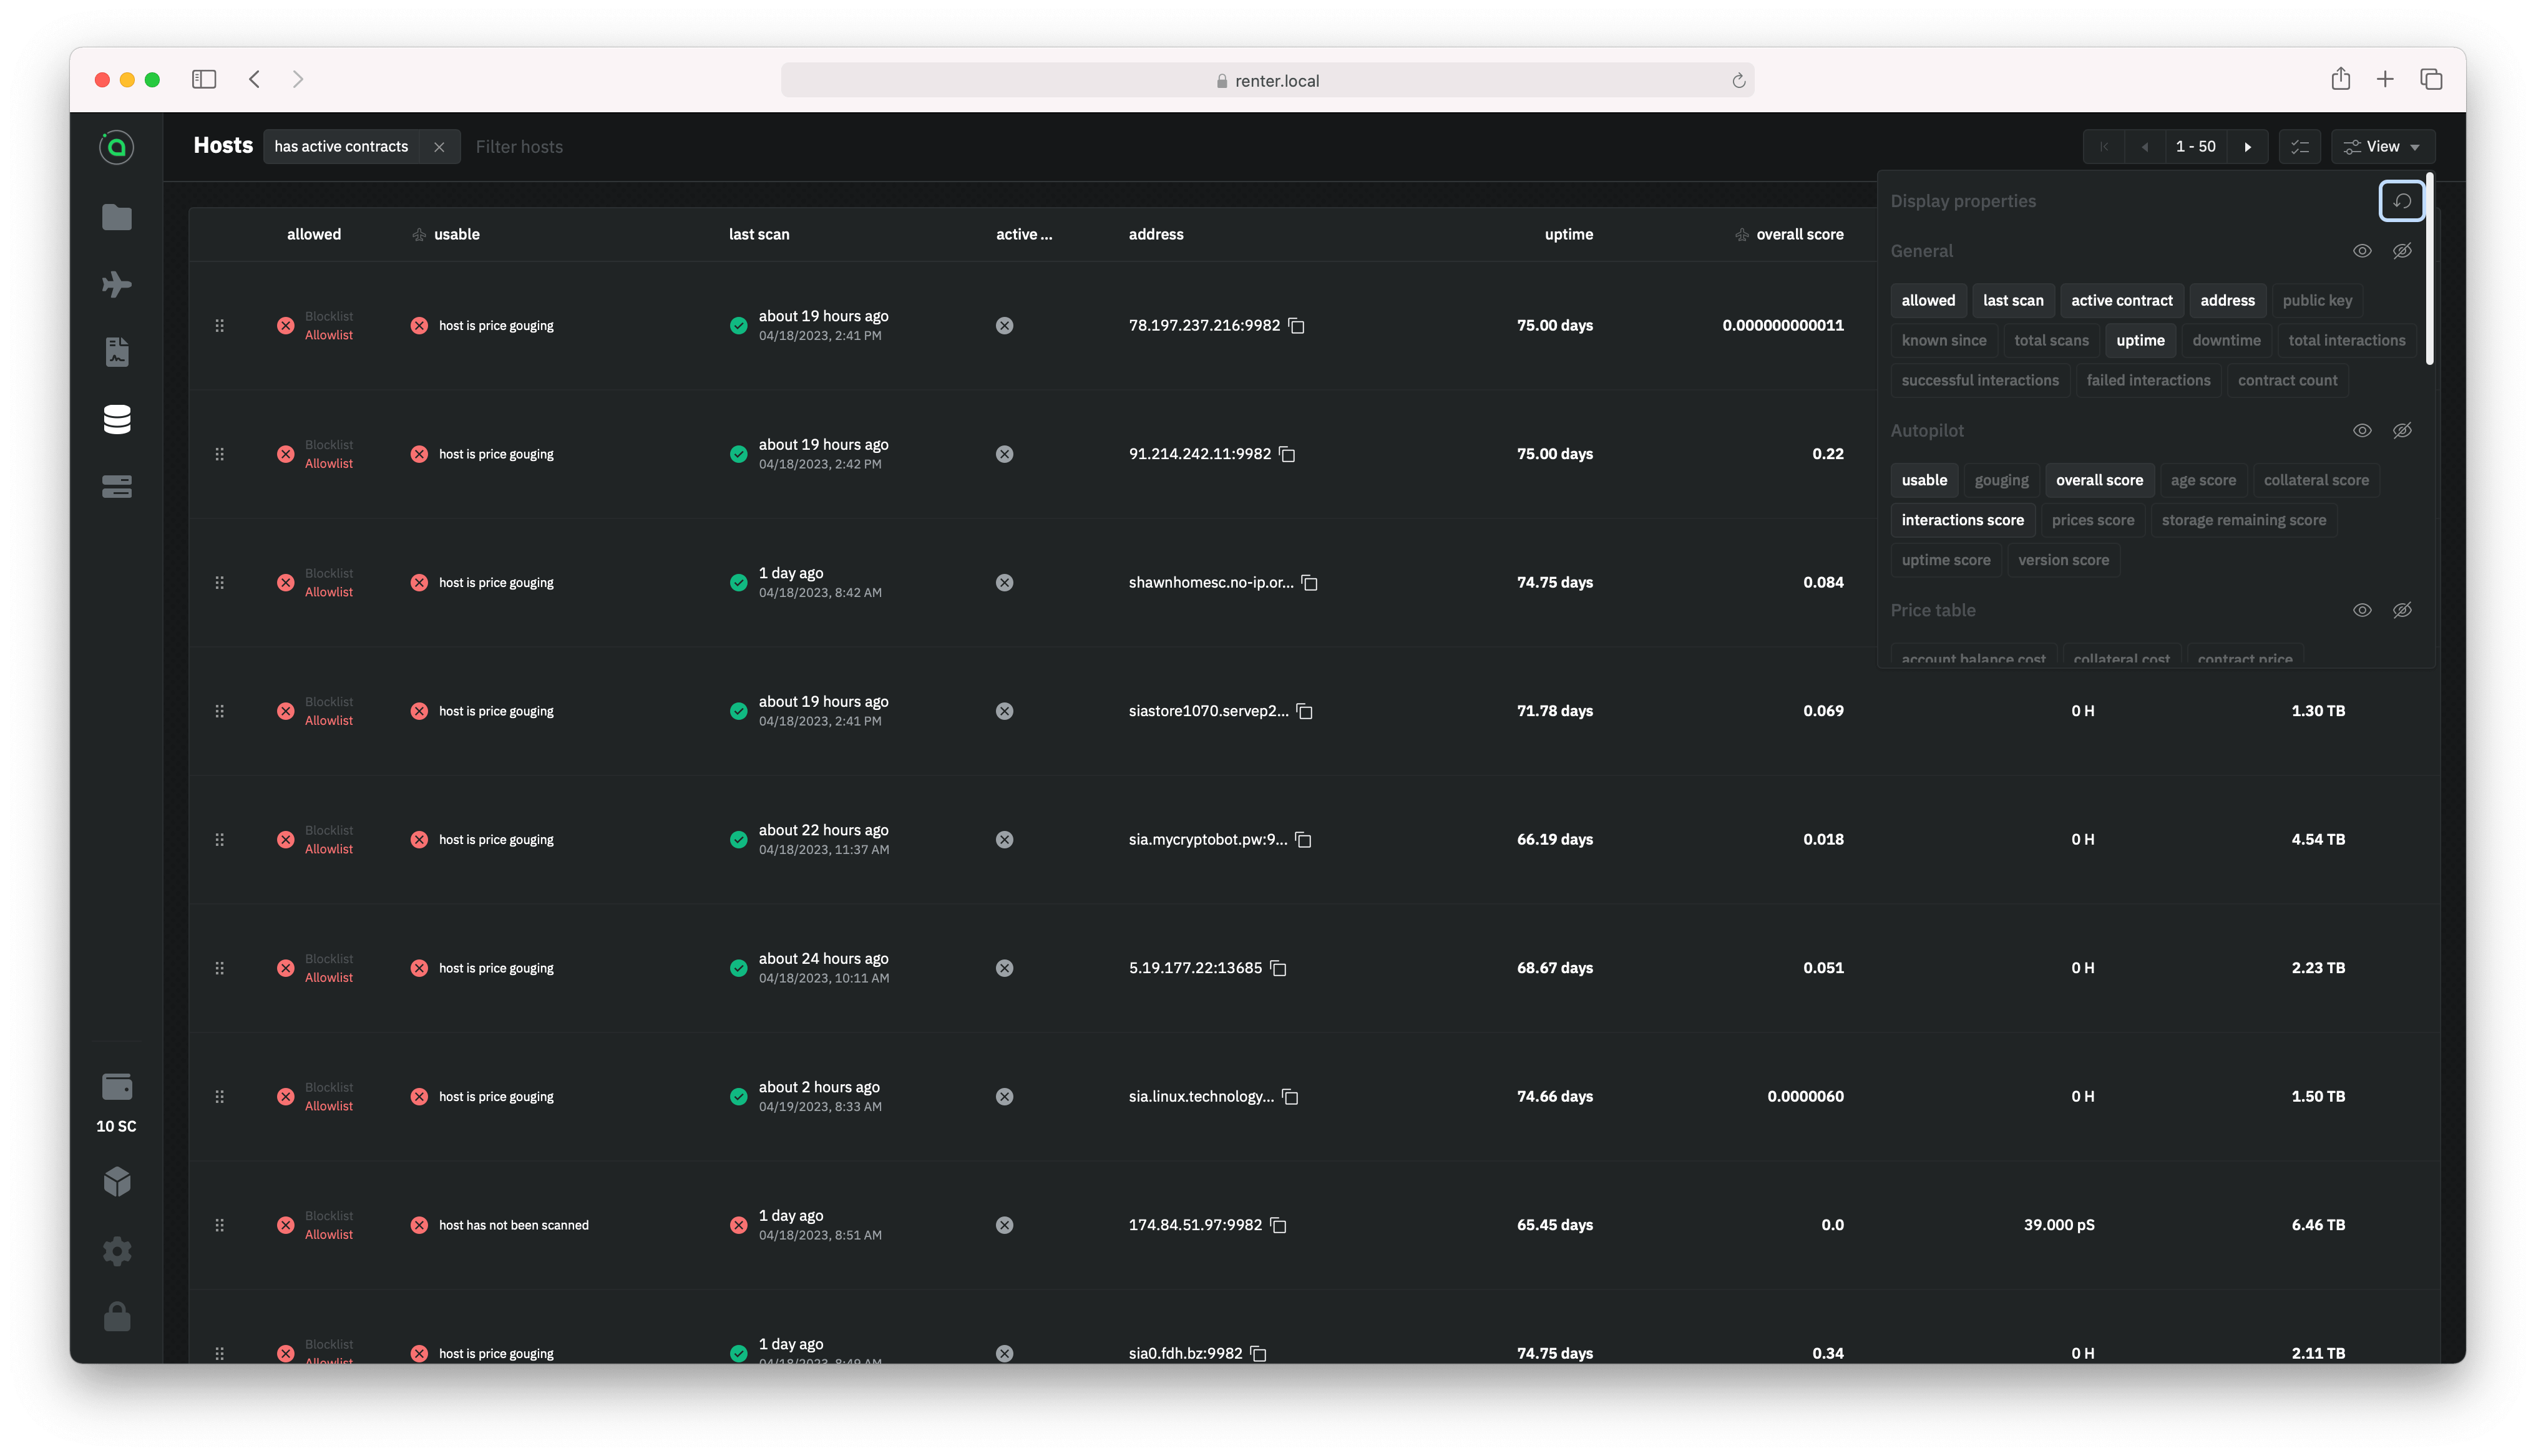 renter.local
Hosts has active contracts Filter hosts 1 - 50 View
allowed usable last scan active ... address uptime overall score
Display properties
General
allowed last scan active contract address public key
known since total scans uptime downtime total interactions
successful interactions failed interactions contract count
Autopilot
usable gouging overall score age score collateral score
interactions score prices score storage remaining score
uptime score version score
Price table
account balance cost collateral cost contract price
Blocklist
Allowlist
host is price gouging
about 19 hours ago
04/18/2023, 2:41 PM
78.197.237.216:9982
75.00 days
0.000000000011
Blocklist
Allowlist
host is price gouging
about 19 hours ago
04/18/2023, 2:42 PM
91.214.242.11:9982
75.00 days
0.22
Blocklist
Allowlist
host is price gouging
1 day ago
04/18/2023, 8:42 AM
shawnhomesc.no-ip.or...
74.75 days
0.084
Blocklist
Allowlist
host is price gouging
about 19 hours ago
04/18/2023, 2:41 PM
siastore1070.servep2...
71.78 days
0.069
0 H
1.30 TB
Blocklist
Allowlist
host is price gouging
about 22 hours ago
04/18/2023, 11:37 AM
sia.mycryptobot.pw:9...
66.19 days
0.018
0 H
4.54 TB
Blocklist
Allowlist
host is price gouging
about 24 hours ago
04/18/2023, 10:11 AM
5.19.177.22:13685
68.67 days
0.051
0 H
2.23 TB
Blocklist
Allowlist
host is price gouging
about 2 hours ago
04/19/2023, 8:33 AM
sia.linux.technology...
74.66 days
0.0000060
0 H
1.50 TB
Blocklist
Allowlist
host has not been scanned
1 day ago
04/18/2023, 8:51 AM
174.84.51.97:9982
65.45 days
0.0
39.000 pS
6.46 TB
Blocklist
Allowlist
host is price gouging
1 day ago
04/18/2023, 8:49 AM
sia0.fdh.bz:9982
74.75 days
0.34
0 H
2.11 TB
10 SC